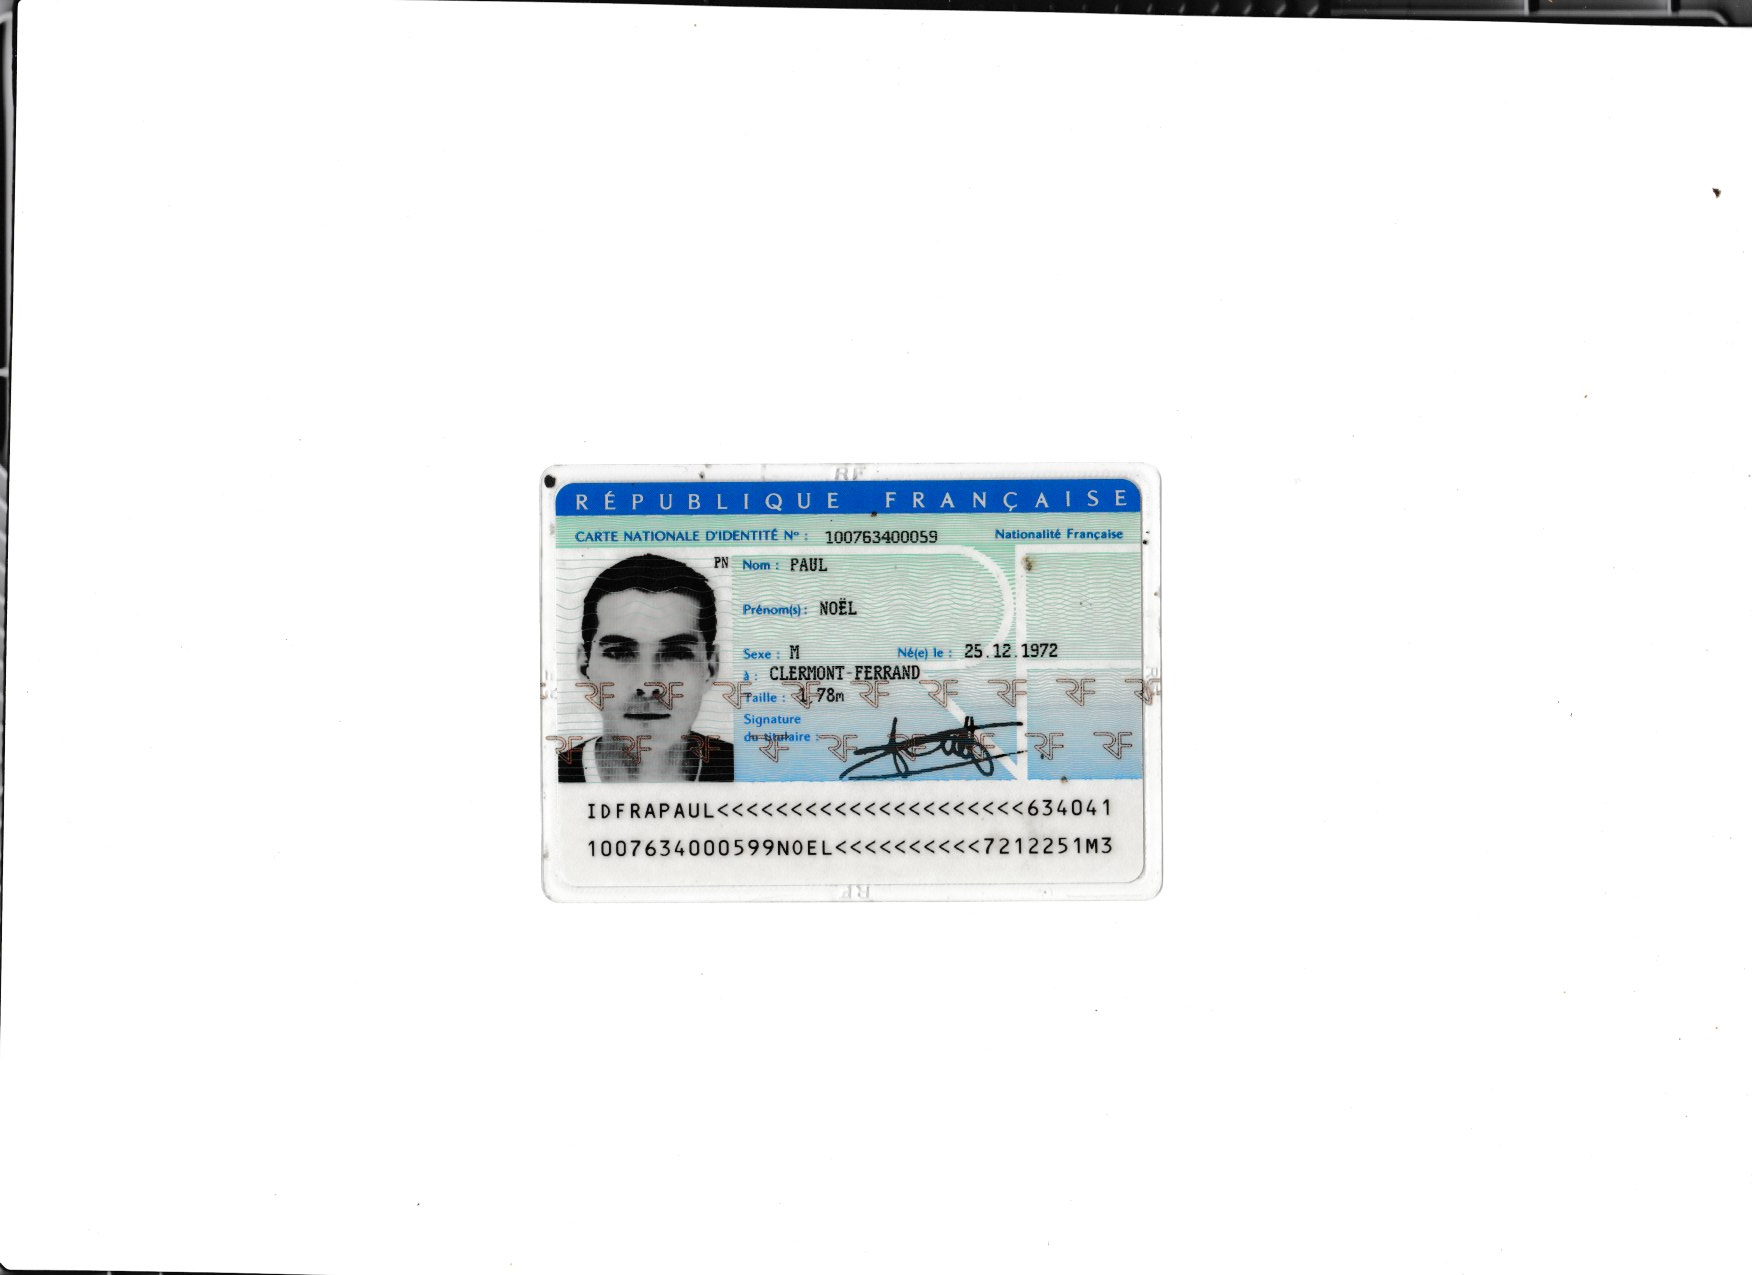 RÉPUBLIQUE FRANÇAISE
CARTE NATIONALE D'IDENTITÉ Nº : 100763400059 Nationalité Française
PN Nom : PAUL
Prénom(s) : NOËL
Sexe : M Né(e) le : 25.12.1972
à : CLERMONT-FERRAND
Taille : 1,78m
Signature
du titulaire :
IDFRAPAUL<<<<<<<<<<<<<<<<<<<<<634041
1007634000599NOEL<<<<<<<<<<7212251M3